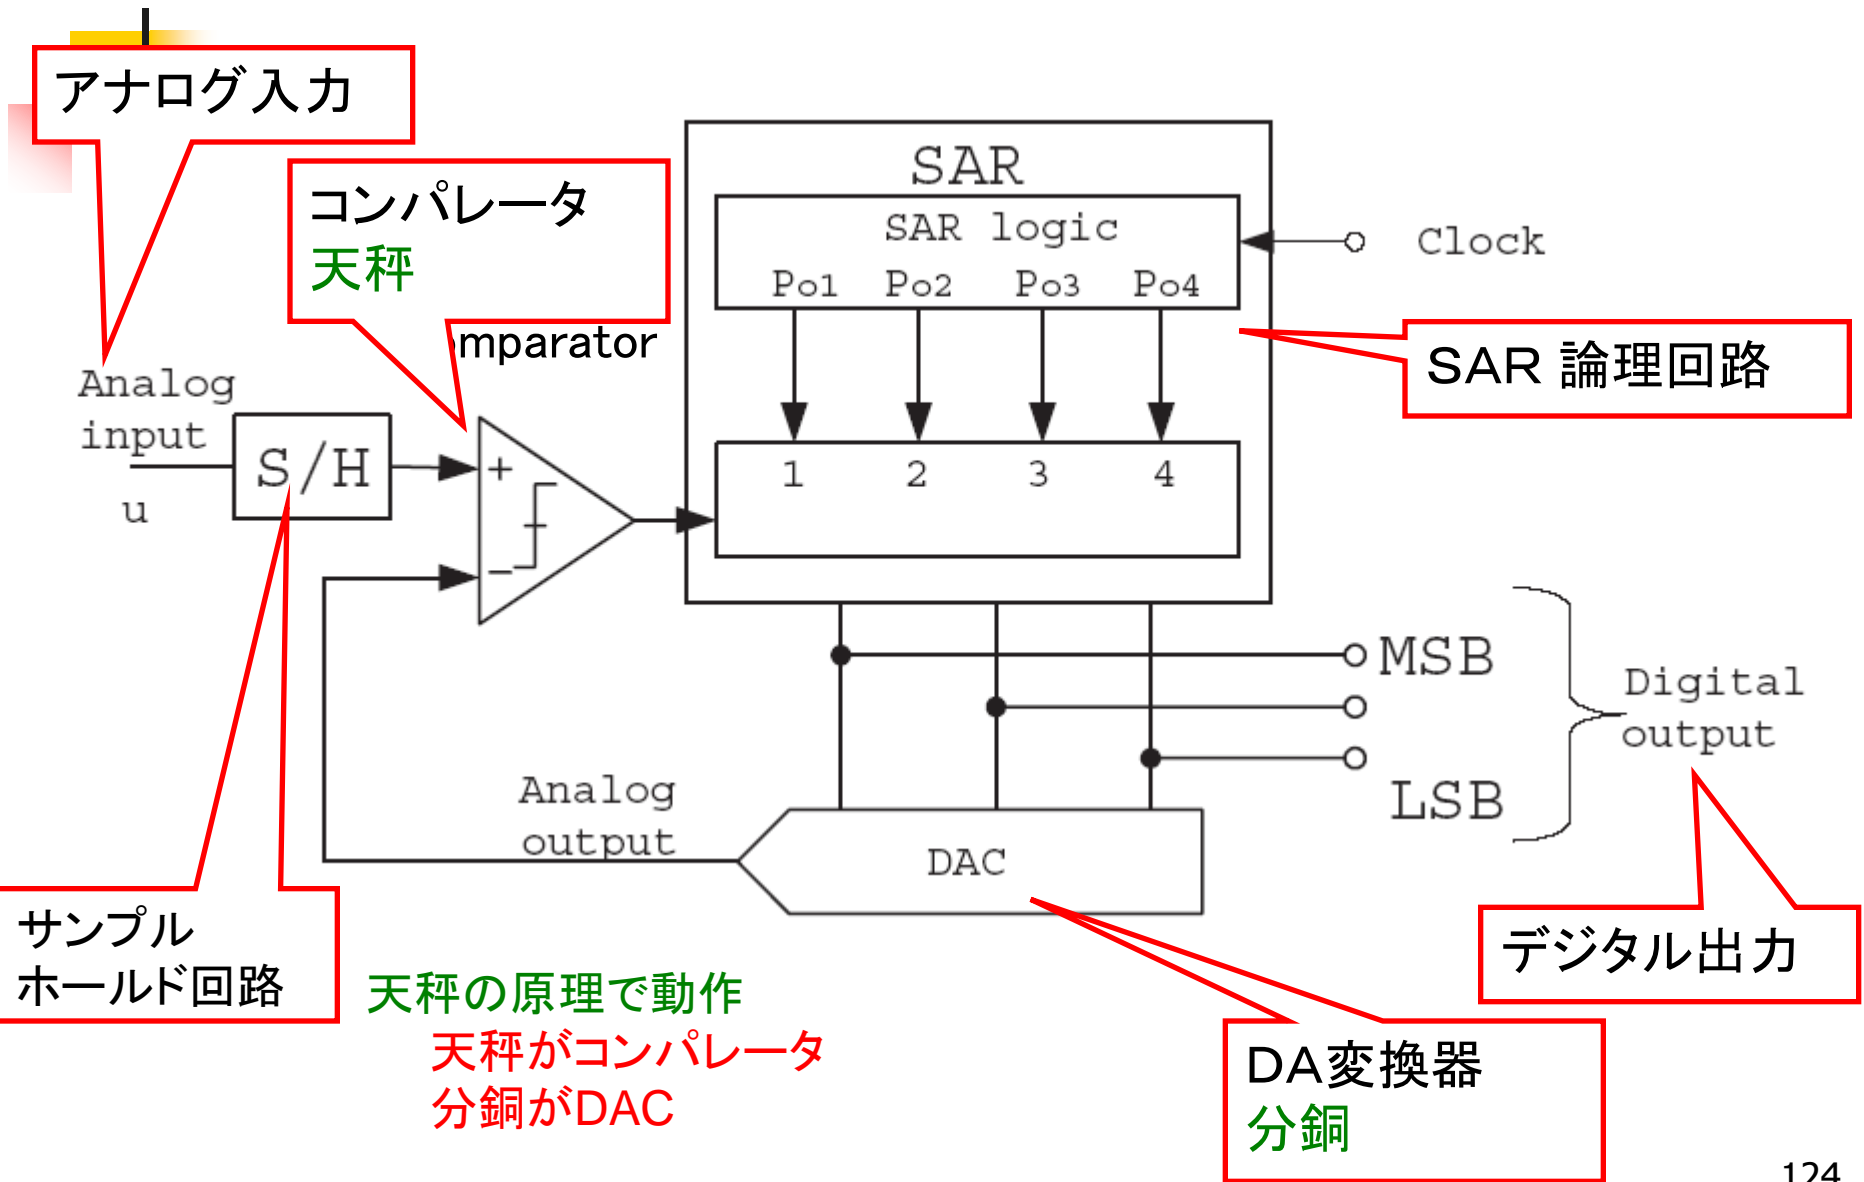 アナログ入力
コンパレータ
天秤
omparator
SAR
SAR logic
Po1 Po2 Po3 Po4
Clock
SAR 論理回路
Analog
input
u
S/H
+
−
1 2 3 4
MSB
LSB
Digital
output
Analog
output
DAC
サンプル
ホールド回路
デジタル出力
天秤の原理で動作
天秤がコンパレータ
分銅がDAC
DA変換器
分銅
124